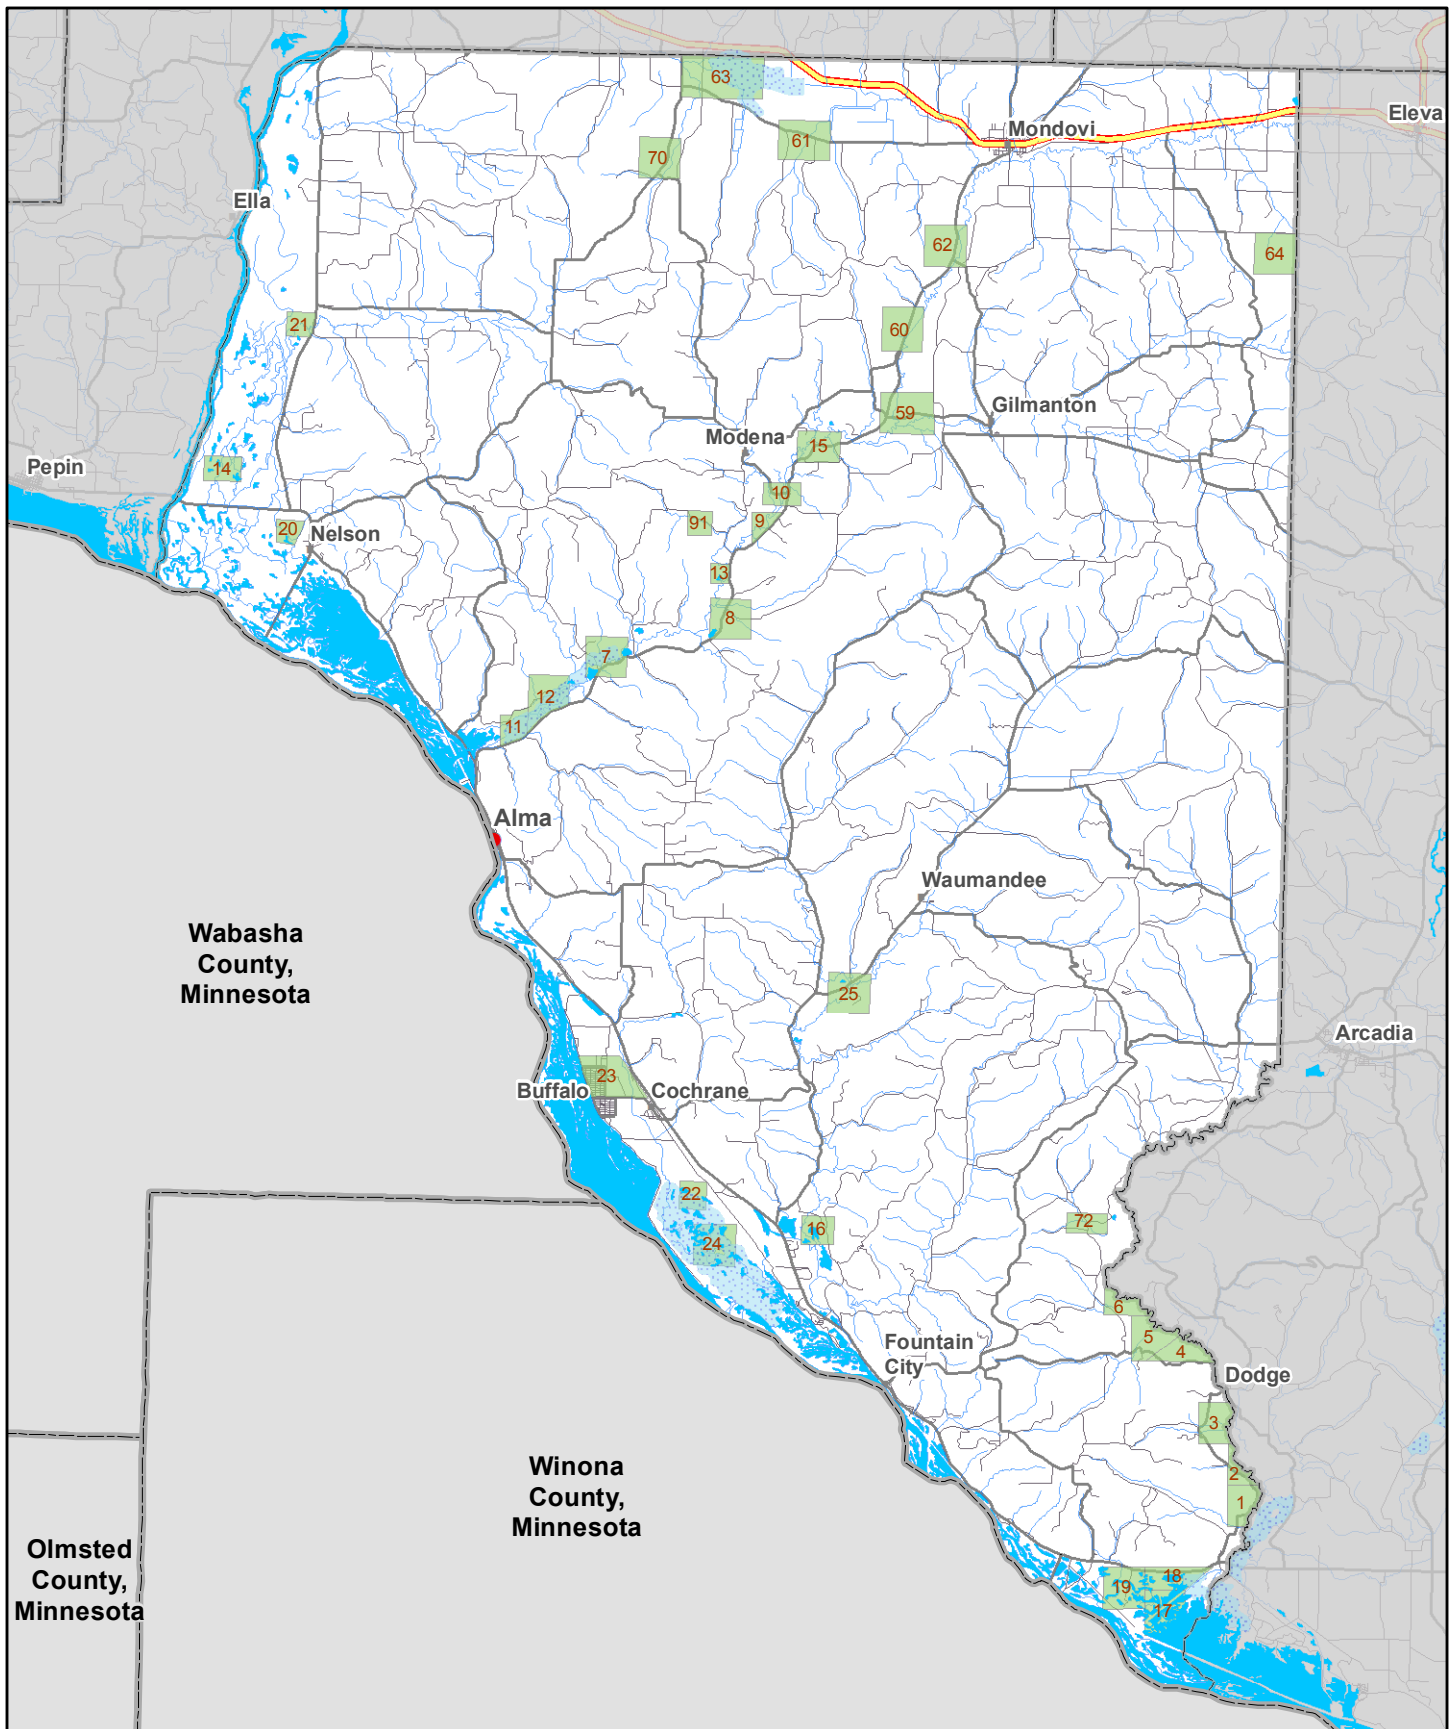 63
Eleva
Mondovi
61
70
Ella
62
64
21
60
Gilmanton
59
Modena
15
Pepin
14
10
91
9
20
Nelson
13
8
7
12
11
Alma
Waumandee
Wabasha
County,
Minnesota
25
Arcadia
23
Buffalo
Cochrane
22
72
16
24
6
5
4
Fountain
City
Dodge
3
2
1
Winona
County,
Minnesota
Olmsted
County,
Minnesota
18
19
17